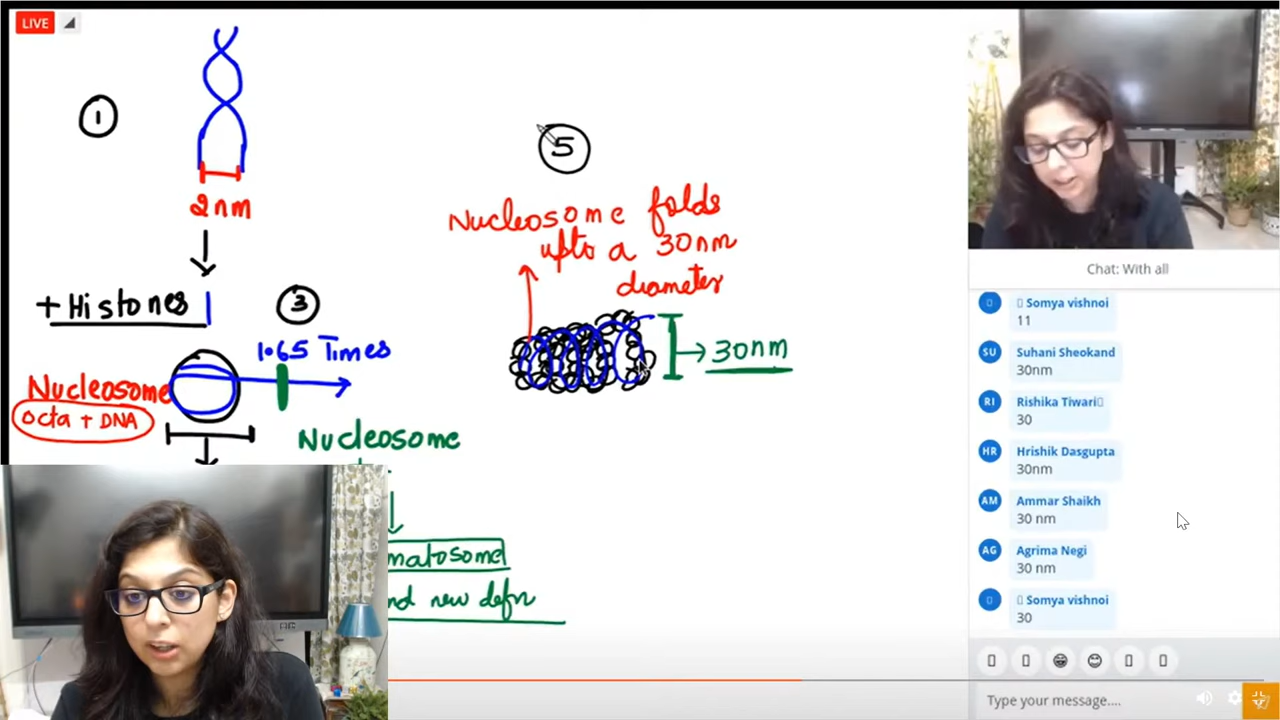 LIVE
1
2nm
+Histones
3
1.65 Times
Nucleosome
Octa + DNA
Nucleosome
matosome
nd new defn
5
Nucleosome folds
upto a 30nm
diameter
30nm
Chat: With all
Somya vishnoi
11
SU
Suhani Sheokand
30nm
RI
Rishika Tiwari
30
HR
Hrishik Dasgupta
30nm
AM
Ammar Shaikh
30 nm
AG
Agrima Negi
30 nm
Somya vishnoi
30
Type your message....